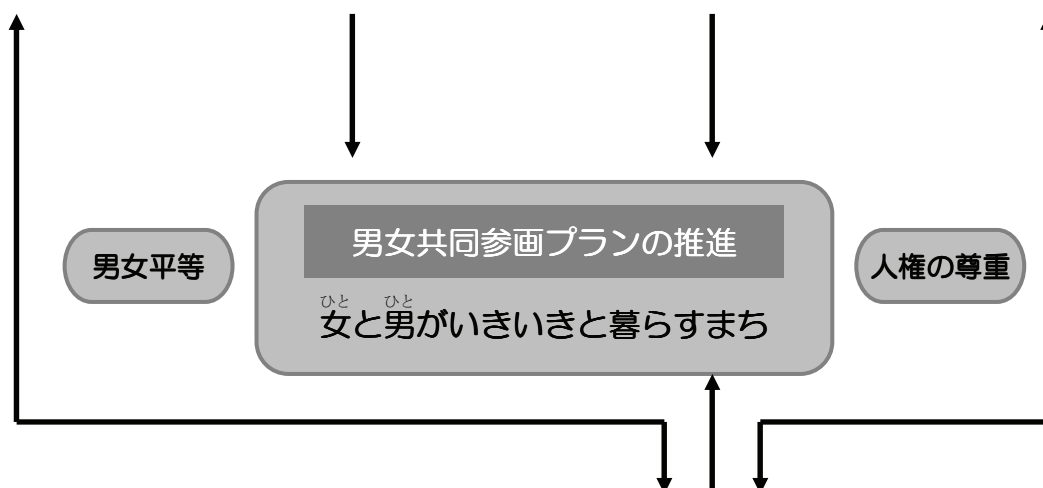 男女共同参画プランの推進
男女平等
人権の尊重
ひと ひと
女と男がいきいきと暮らすまち